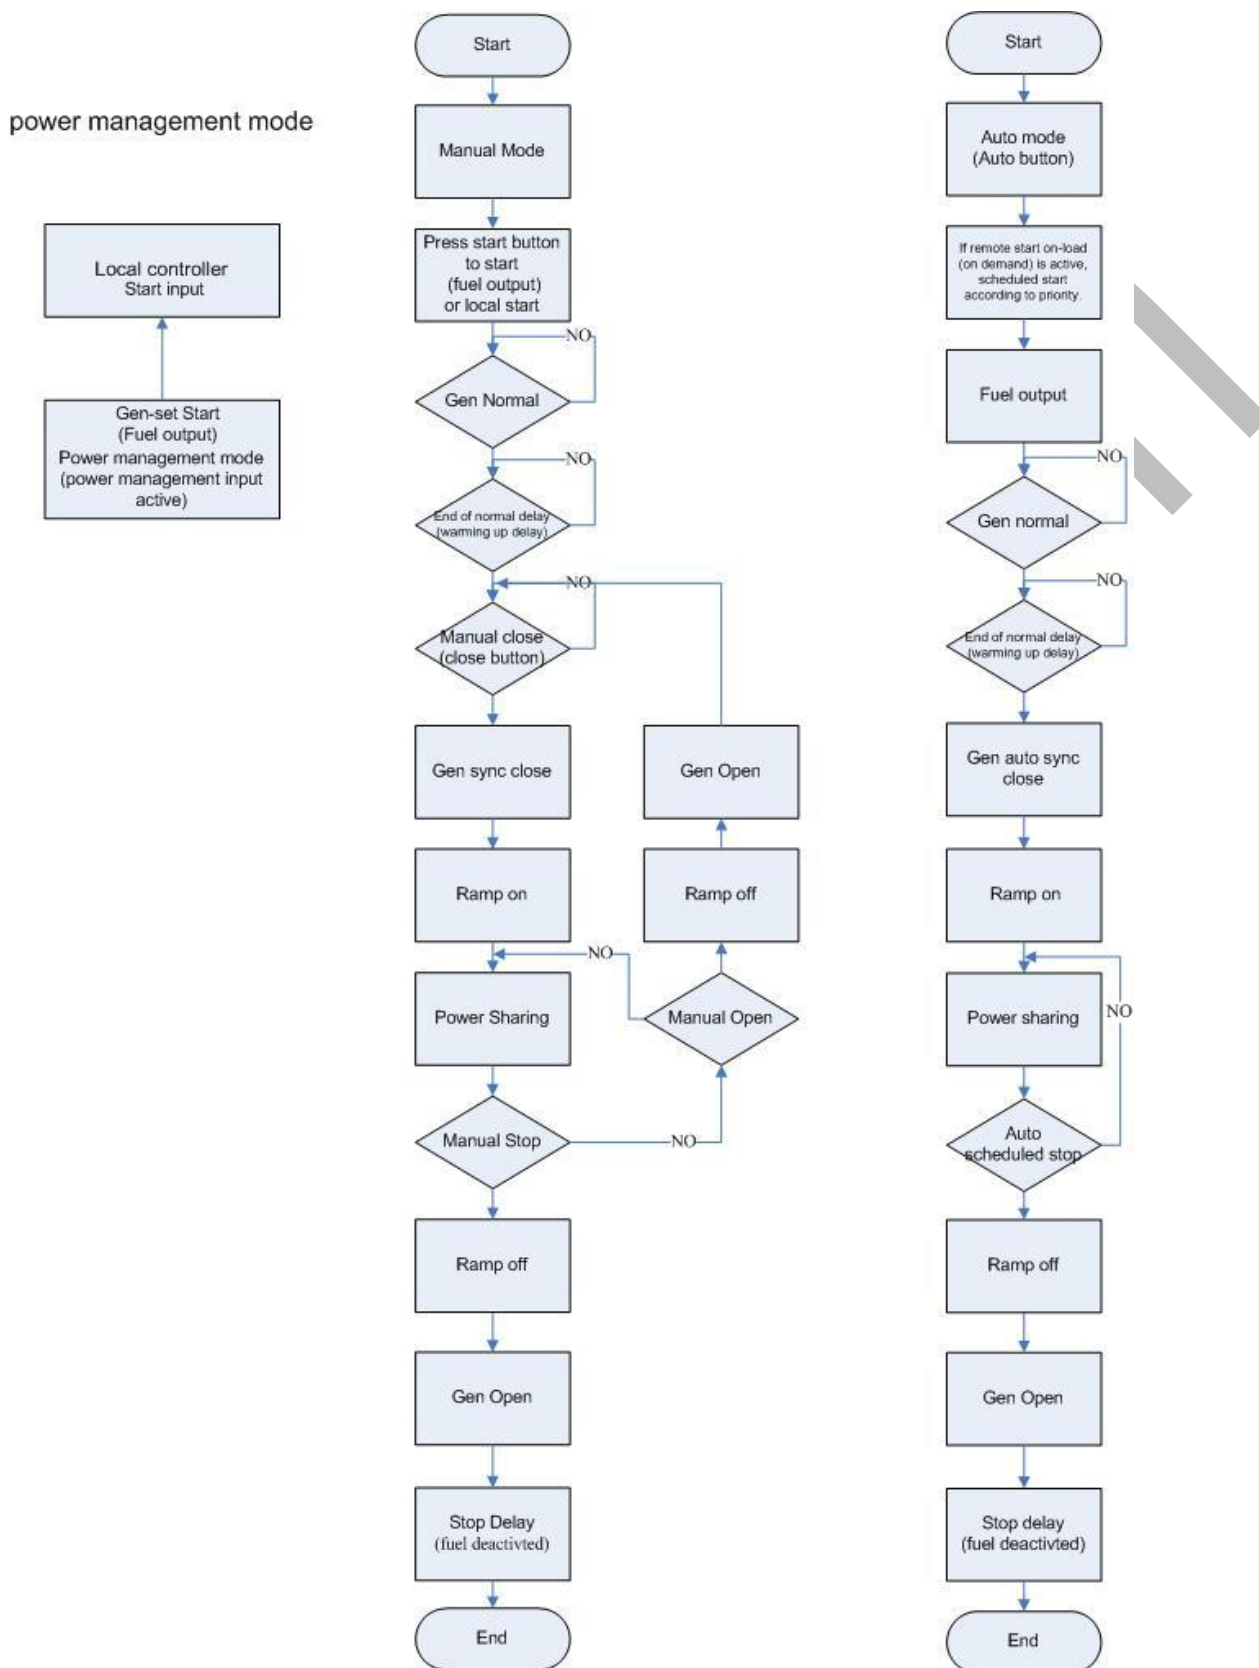 power management mode
Local controller
Start input
Gen-set Start
(Fuel output)
Power management mode
(power management input
active)
Start
Manual Mode
Press start button
to start
(fuel output)
or local start
NO
Gen Normal
NO
End of normal delay
(warming up delay)
NO
Manual close
(close button)
Gen sync close
Gen Open
Ramp on
Ramp off
NO
Power Sharing
Manual Open
Manual Stop
NO
Ramp off
Gen Open
Stop Delay
(fuel deactivted)
End
Start
Auto mode
(Auto button)
If remote start on-load
(on demand) is active,
scheduled start
according to priority.
Fuel output
NO
Gen normal
NO
End of normal delay
(warming up delay)
Gen auto sync
close
Ramp on
Power sharing
NO
Auto
scheduled stop
Ramp off
Gen Open
Stop delay
(fuel deactivted)
End